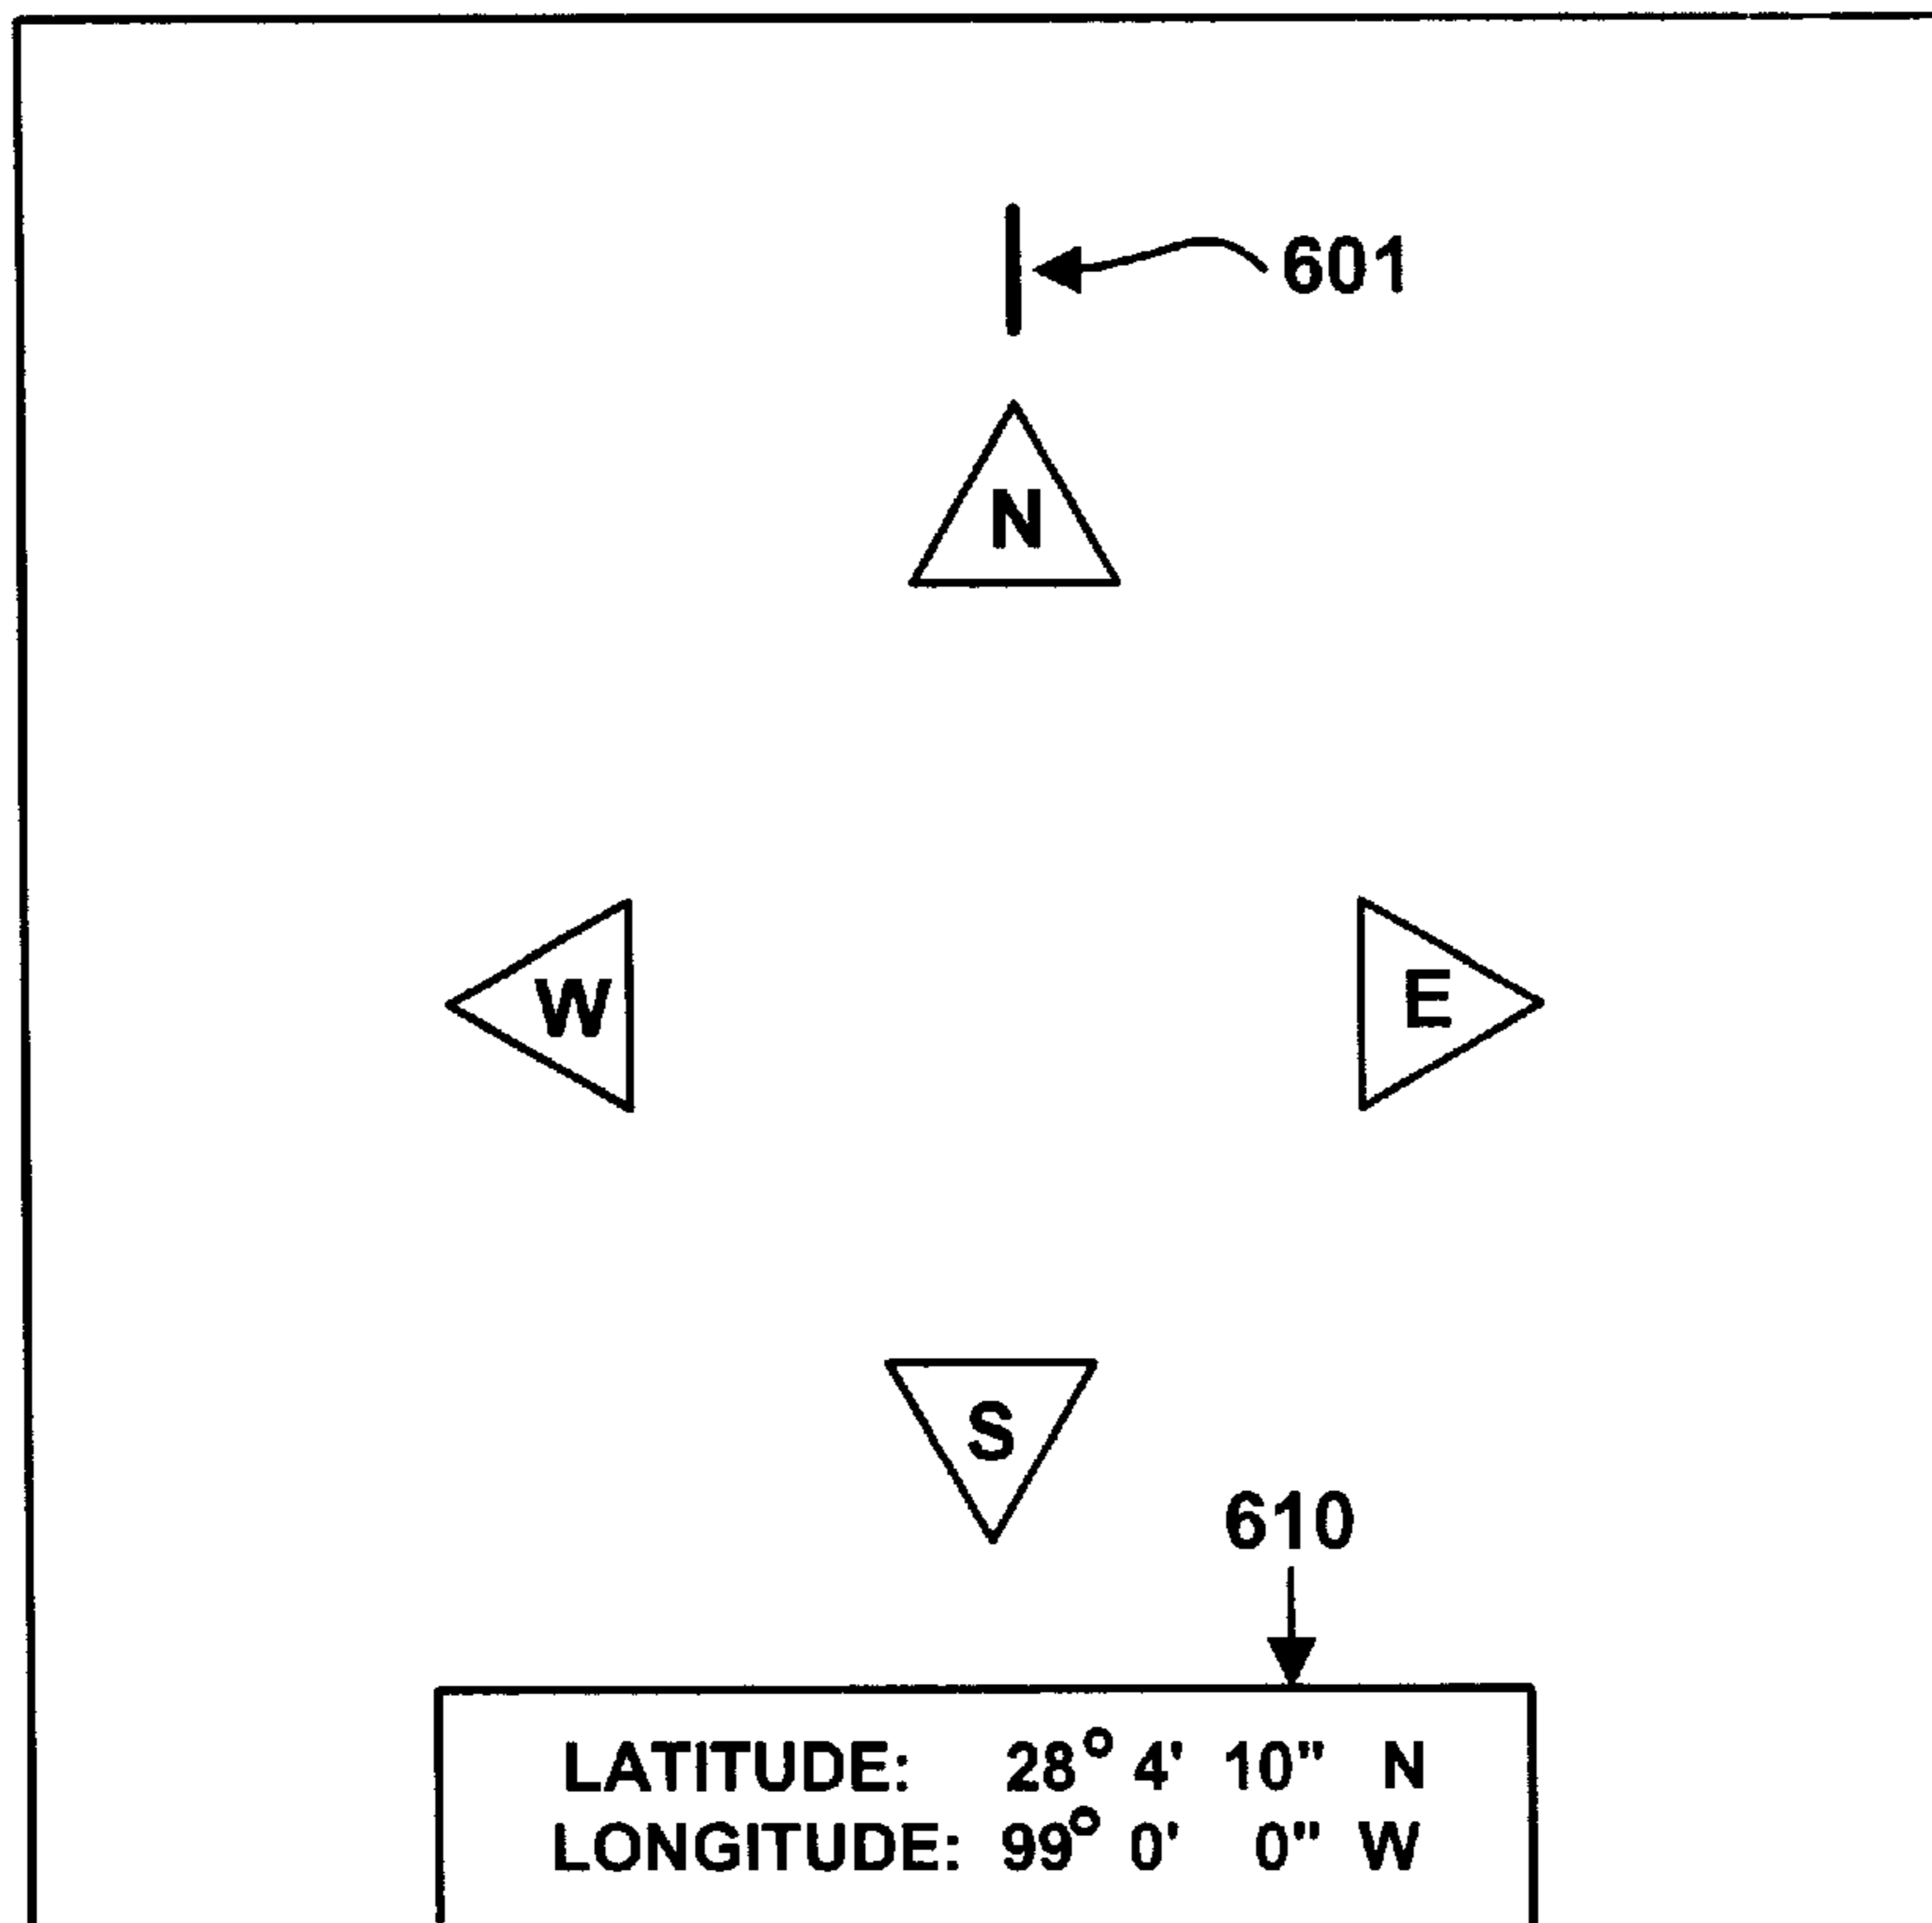 601
N
W
E
S
610
LATITUDE: 28° 4' 10" N
LONGITUDE: 99° 0' 0" W